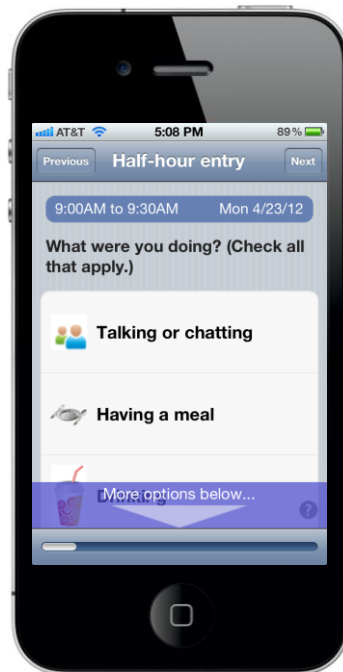 AT&T 5:08 PM 89%
Previous Half-hour entry Next
9:00AM to 9:30AM Mon 4/23/12
What were you doing? (Check all
that apply.)
Talking or chatting
Having a meal
Drinking
More options below...
?